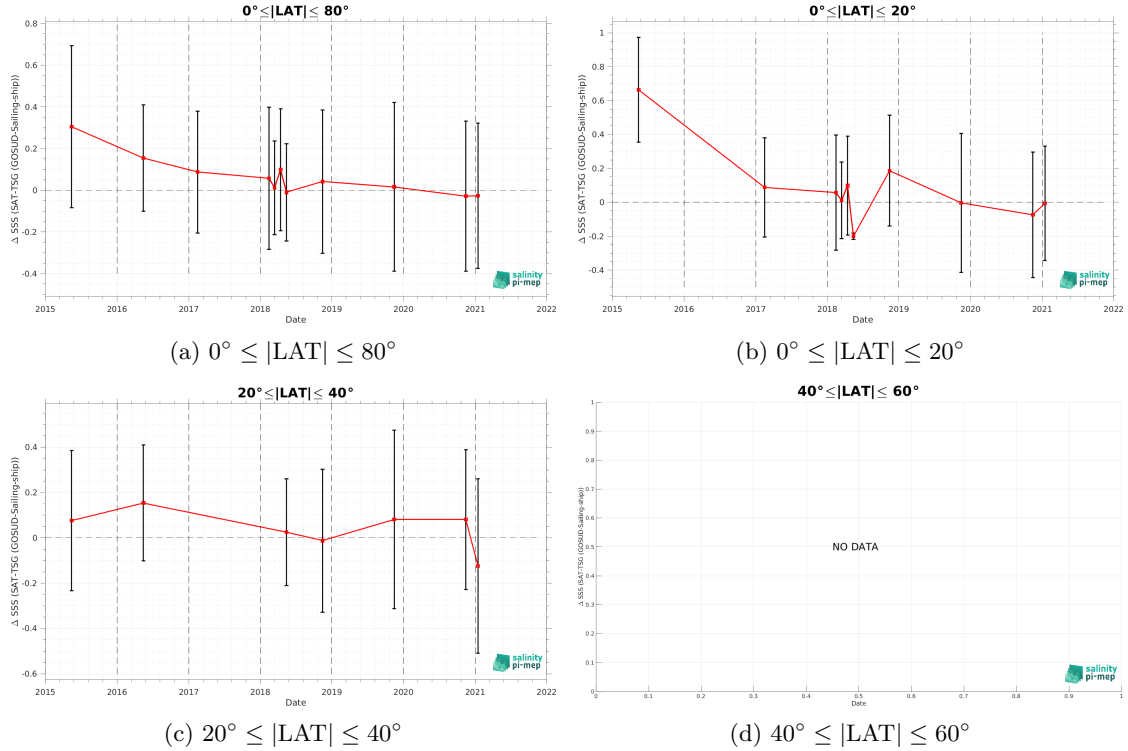 0°≤|LAT|≤ 80°
0.8
0.6
0.4
0.2
0
-0.2
-0.4
Δ SSS (SAT-TSG (GOSUD-Sailing-ship))
2015 2016 2017 2018 2019 2020 2021 2022
Date
salinity
pi-mep
(a) 0° ≤ |LAT| ≤ 80°
0°≤|LAT|≤ 20°
1
0.8
0.6
0.4
0.2
0
-0.2
-0.4
Δ SSS (SAT-TSG (GOSUD-Sailing-ship))
2015 2016 2017 2018 2019 2020 2021 2022
Date
salinity
pi-mep
(b) 0° ≤ |LAT| ≤ 20°
20°≤|LAT|≤ 40°
0.4
0.2
0
-0.2
-0.4
-0.6
Δ SSS (SAT-TSG (GOSUD-Sailing-ship))
2015 2016 2017 2018 2019 2020 2021 2022
Date
salinity
pi-mep
(c) 20° ≤ |LAT| ≤ 40°
40°≤|LAT|≤ 60°
1
0.9
0.8
0.7
0.6
0.5
0.4
0.3
0.2
0.1
0
Δ SSS (SAT-TSG (GOSUD-Sailing-ship))
NO DATA
0 0.1 0.2 0.3 0.4 0.5 0.6 0.7 0.8 0.9 1
Date
salinity
pi-mep
(d) 40° ≤ |LAT| ≤ 60°